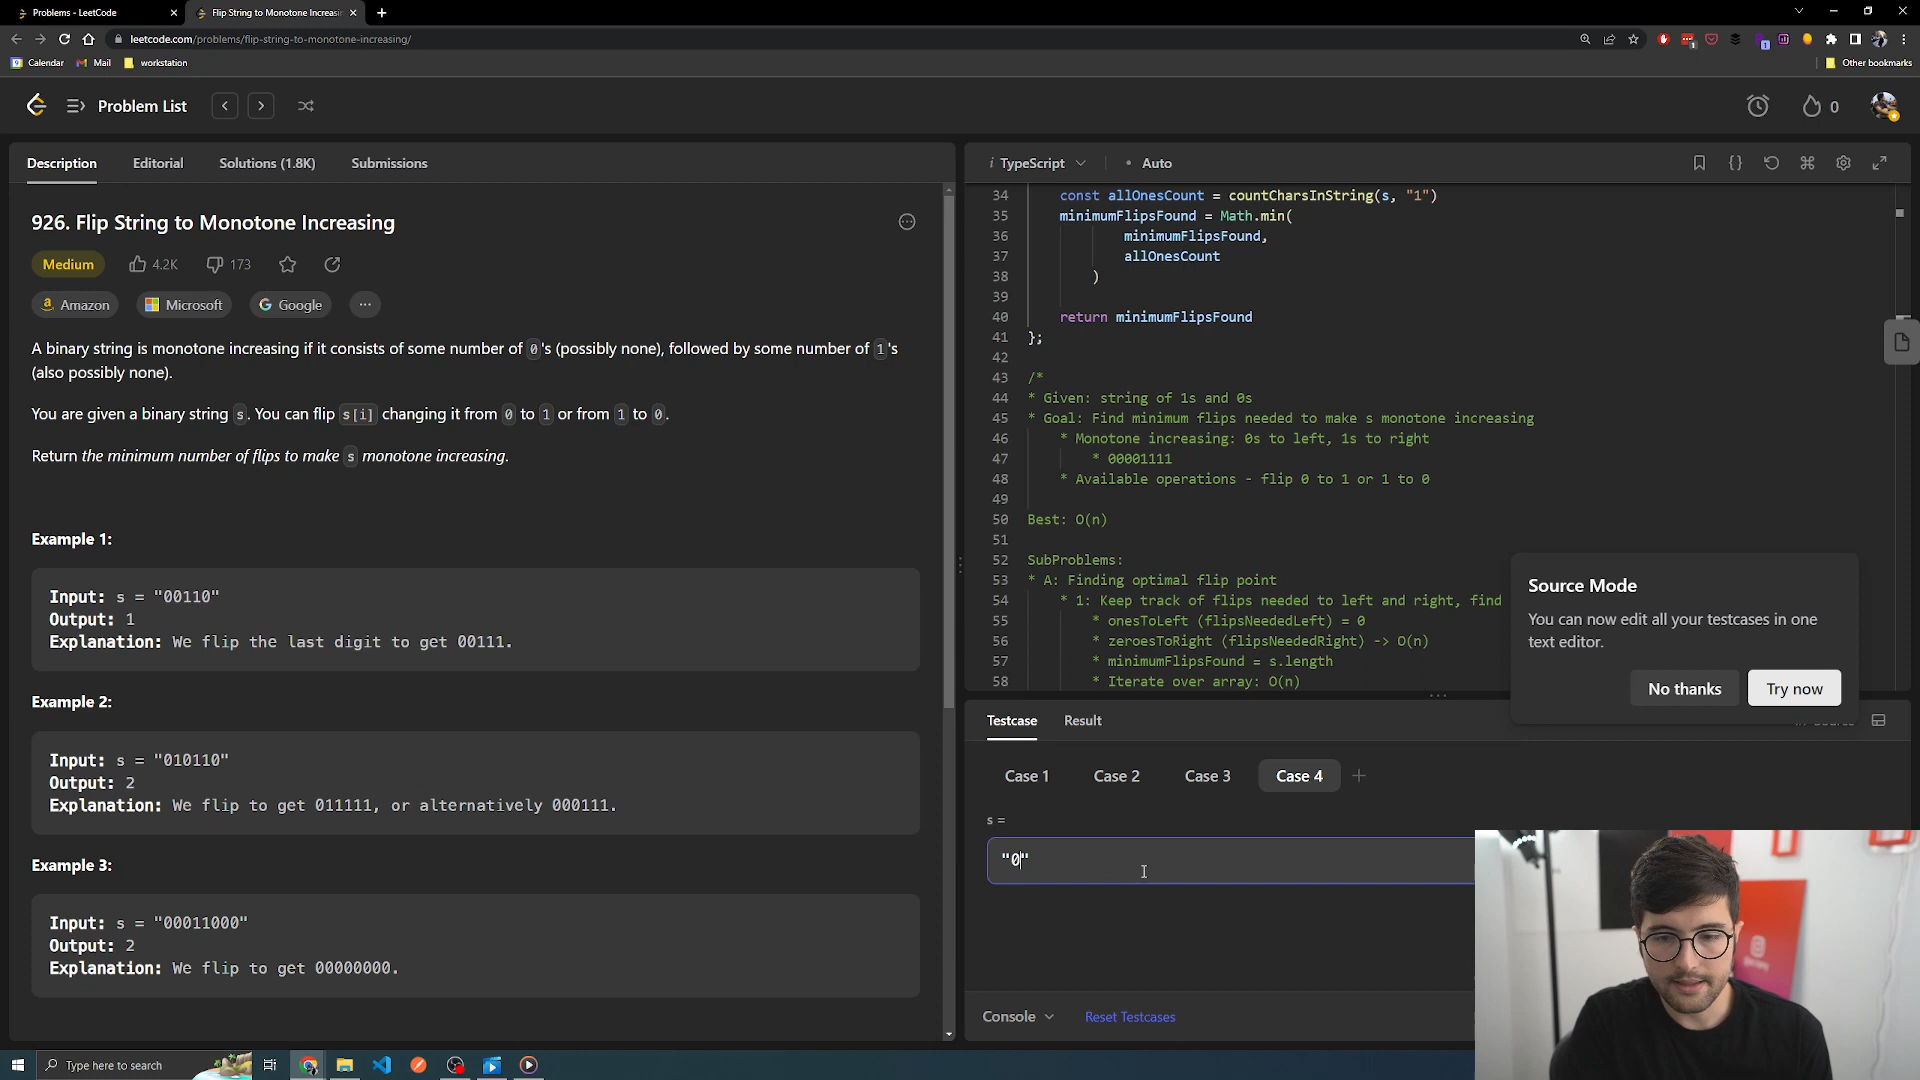 Problems - LeetCode
Flip String to Monotone Increasin
leetcode.com/problems/flip-string-to-monotone-increasing/
Calendar
Mail
workstation
Other bookmarks
Problem List
0
Description
Editorial
Solutions (1.8K)
Submissions
926. Flip String to Monotone Increasing
Medium
4.2K
173
Amazon
Microsoft
Google
A binary string is monotone increasing if it consists of some number of 0's (possibly none), followed by some number of 1's
(also possibly none).
You are given a binary string s. You can flip s[i] changing it from 0 to 1 or from 1 to 0.
Return the minimum number of flips to make s monotone increasing.
Example 1:
Input: s = "00110"
Output: 1
Explanation: We flip the last digit to get 00111.
Example 2:
Input: s = "010110"
Output: 2
Explanation: We flip to get 011111, or alternatively 000111.
Example 3:
Input: s = "00011000"
Output: 2
Explanation: We flip to get 00000000.
i TypeScript
• Auto
34 const allOnesCount = countCharsInString(s, "1")
35 minimumFlipsFound = Math.min(
36 minimumFlipsFound,
37 allOnesCount
38 )
39
40 return minimumFlipsFound
41 };
42
43 /*
44 * Given: string of 1s and 0s
45 * Goal: Find minimum flips needed to make s monotone increasing
46 * Monotone increasing: 0s to left, 1s to right
47 * 00001111
48 * Available operations - flip 0 to 1 or 1 to 0
49
50 Best: O(n)
51
52 SubProblems:
53 * A: Finding optimal flip point
54 * 1: Keep track of flips needed to left and right, find
55 * onesToLeft (flipsNeededLeft) = 0
56 * zeroesToRight (flipsNeededRight) -> O(n)
57 * minimumFlipsFound = s.length
58 * Iterate over array: O(n)
Source Mode
You can now edit all your testcases in one
text editor.
No thanks
Try now
Testcase
Result
Case 1
Case 2
Case 3
Case 4
+
s =
"0"
Console
Reset Testcases
Type here to search